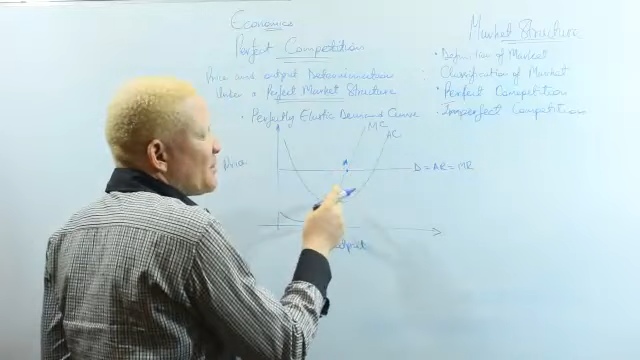 Economics
Perfect Competition
Price and output Determination
Under a Perfect Market Structure
• Perfectly Elastic Demand Curve
MC
AC
Price
D = AR = MR
output
Market Structure
• Definition of Market
Classification of Market
• Perfect Competition
• Imperfect Competition